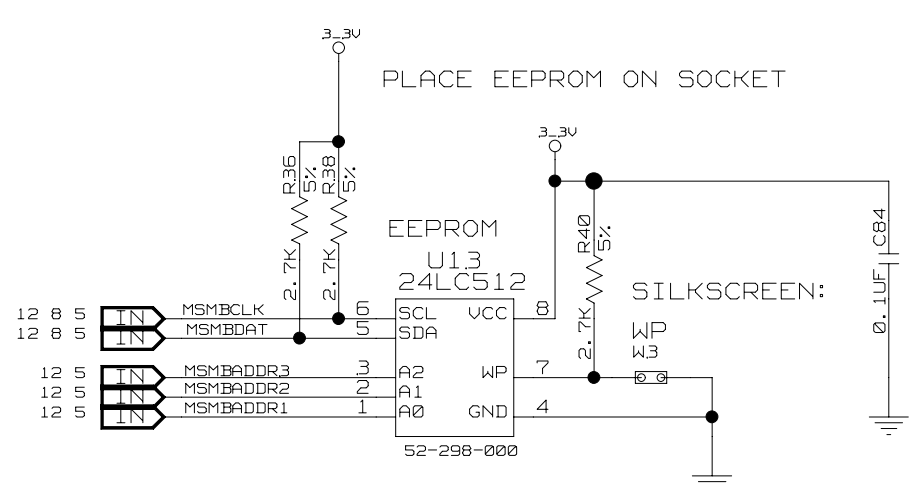 3_3V
PLACE EEPROM ON SOCKET
3_3V
R36
5%
2.7K
R38
5%
2.7K
EEPROM
U13
24LC512
R40
5%
2.7K
C84
0.1UF
SILKSCREEN:
WP
W3
12 8 5 IN MSMBCLK 6 SCL VCC 8
12 8 5 IN MSMBDAT 5 SDA
12 5 IN MSMBADDR3 3 A2 WP 7
12 5 IN MSMBADDR2 2 A1
12 5 IN MSMBADDR1 1 A0 GND 4
52-298-000